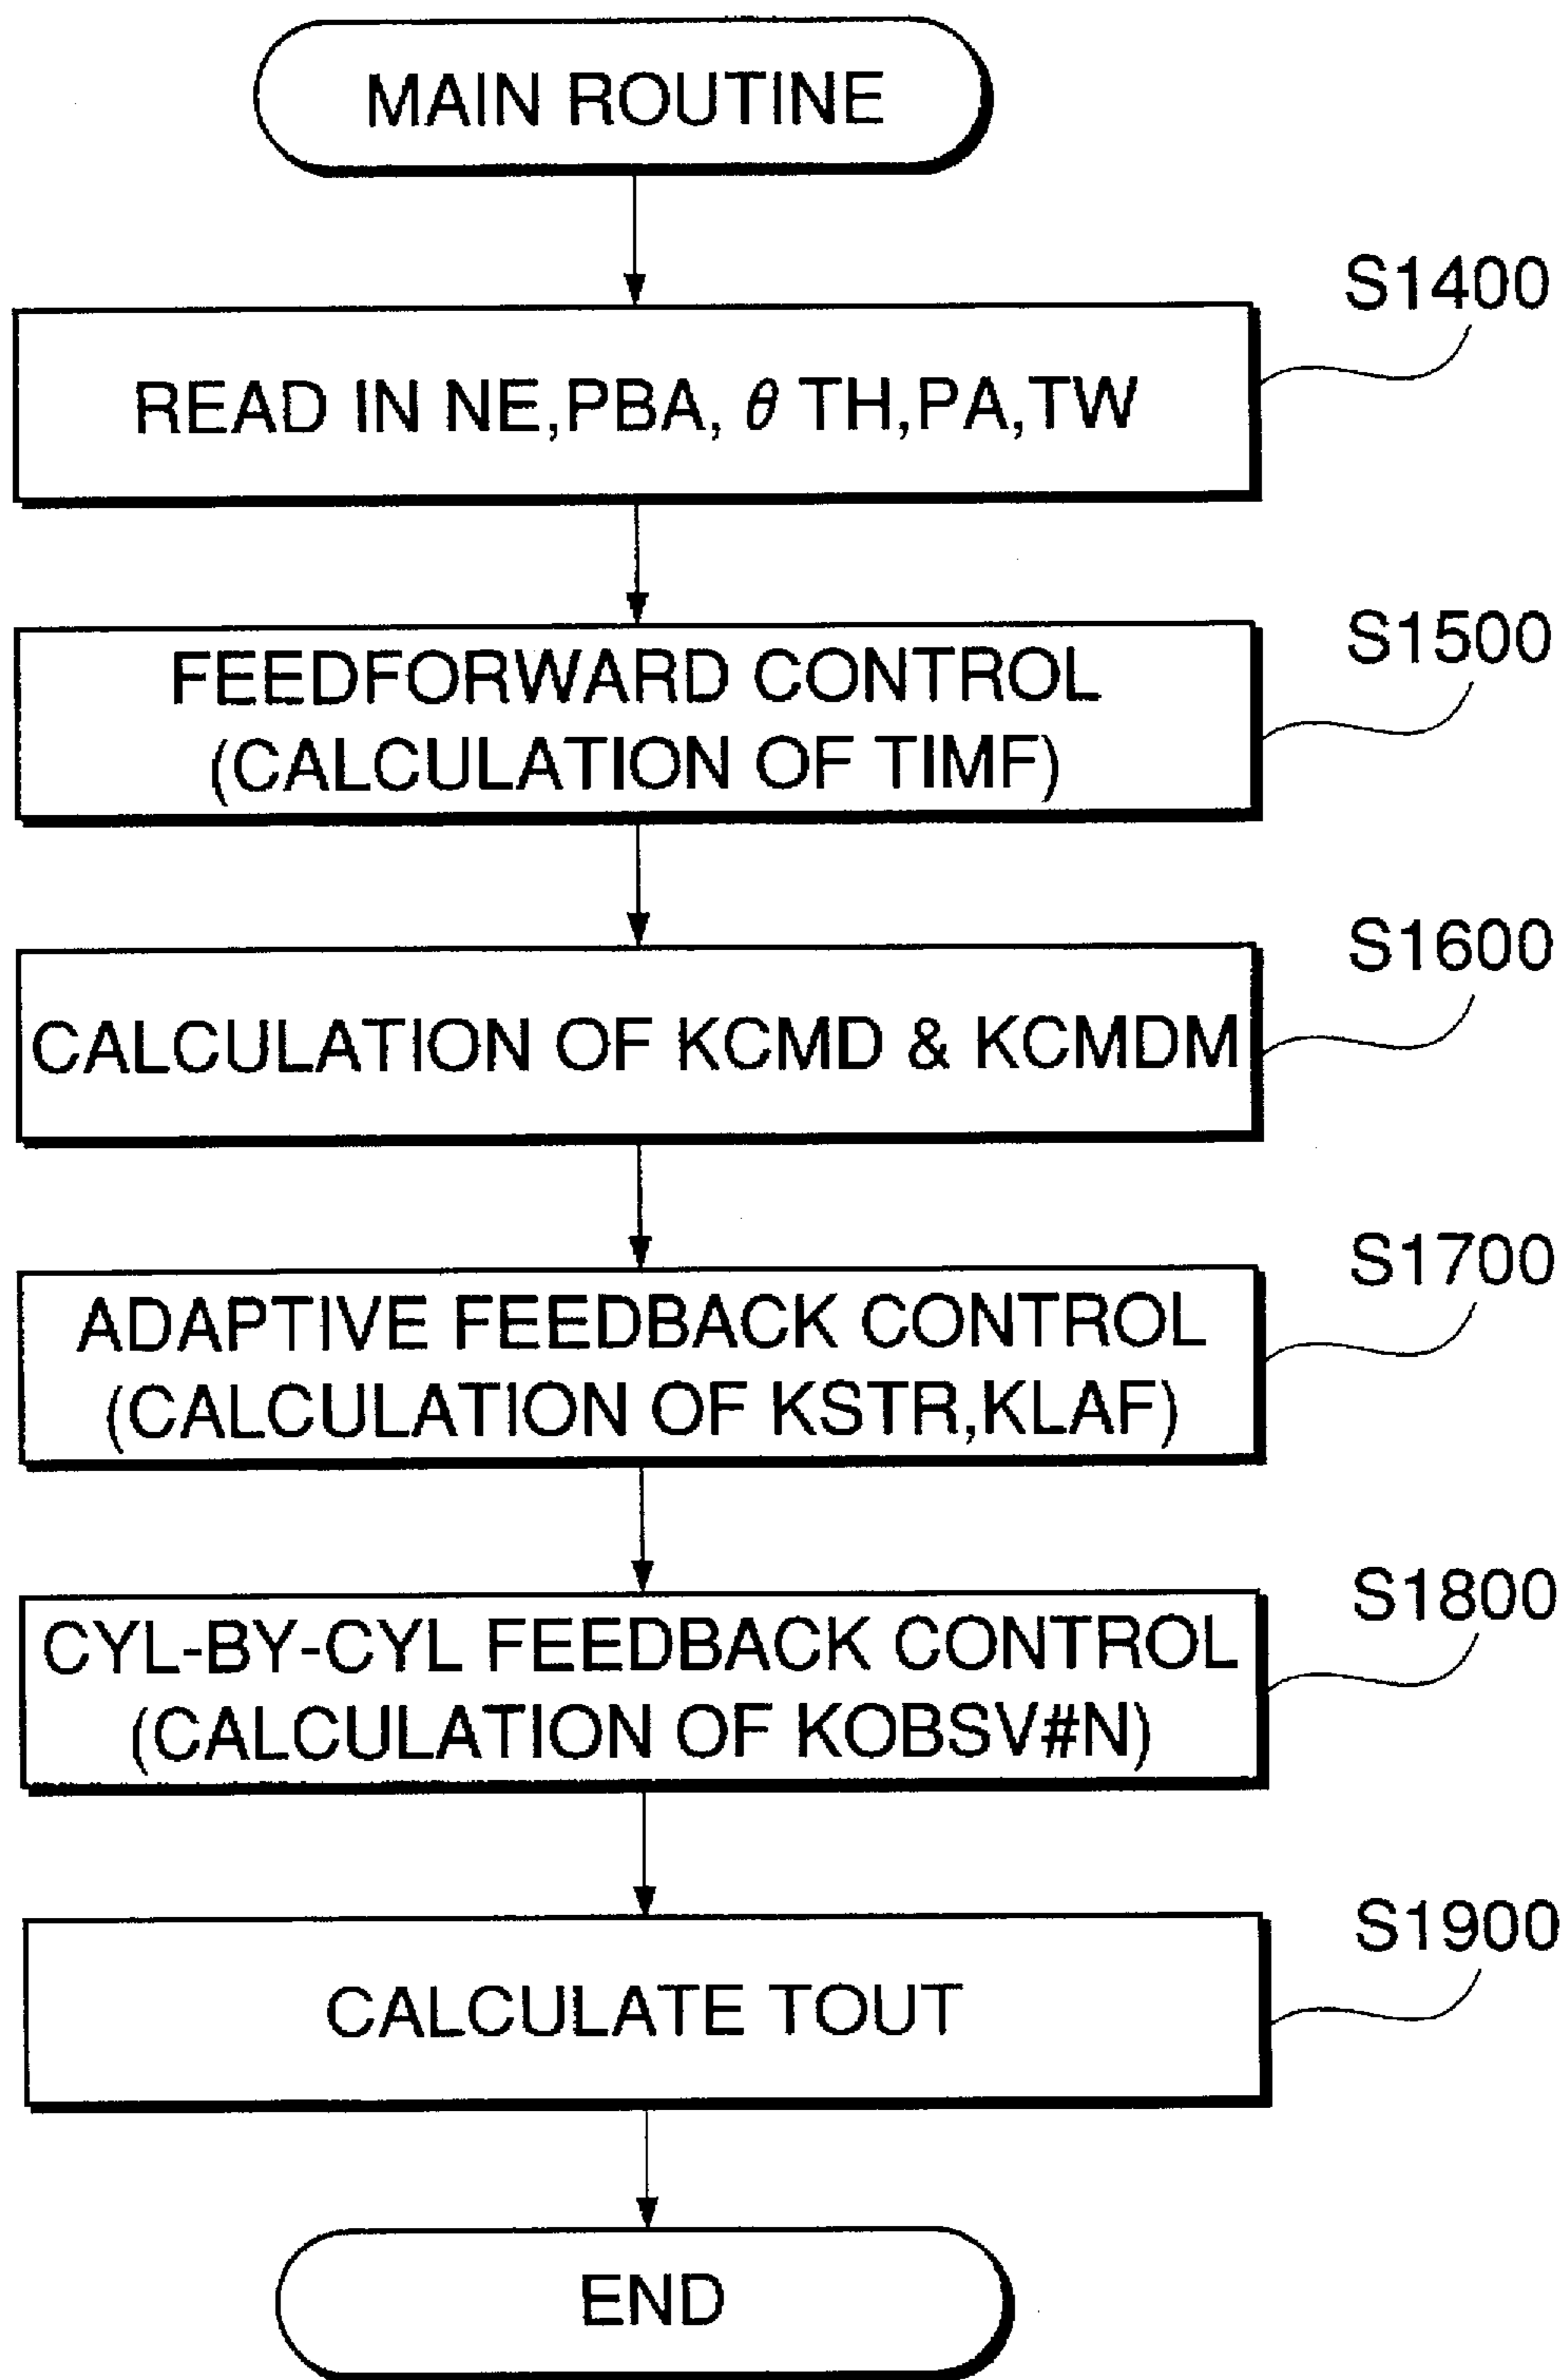 MAIN ROUTINE
S1400
READ IN NE,PBA, θ TH,PA,TW
S1500
FEEDFORWARD CONTROL
(CALCULATION OF TIMF)
S1600
CALCULATION OF KCMD & KCMDM
S1700
ADAPTIVE FEEDBACK CONTROL
(CALCULATION OF KSTR,KLAF)
S1800
CYL-BY-CYL FEEDBACK CONTROL
(CALCULATION OF KOBSV#N)
S1900
CALCULATE TOUT
END